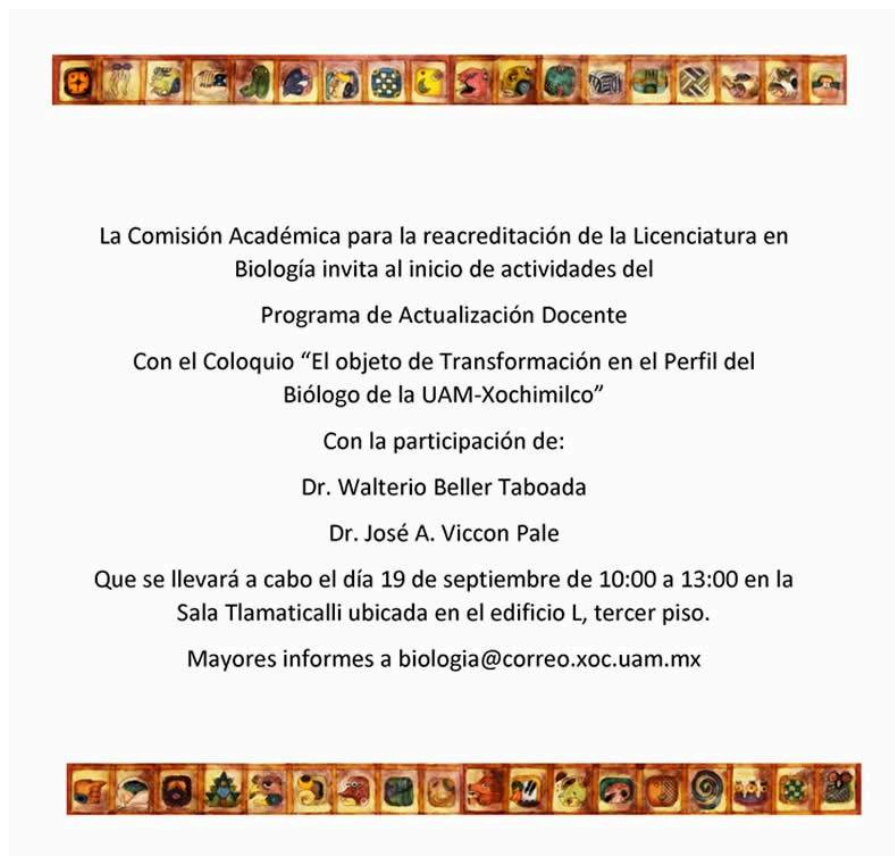 La Comisión Académica para la reacreditación de la Licenciatura en
Biología invita al inicio de actividades del
Programa de Actualización Docente
Con el Coloquio “El objeto de Transformación en el Perfil del
Biólogo de la UAM-Xochimilco”
Con la participación de:
Dr. Walterio Beller Taboada
Dr. José A. Viccon Pale
Que se llevará a cabo el día 19 de septiembre de 10:00 a 13:00 en la
Sala Tlamaticalli ubicada en el edificio L, tercer piso.
Mayores informes a biologia@correo.xoc.uam.mx